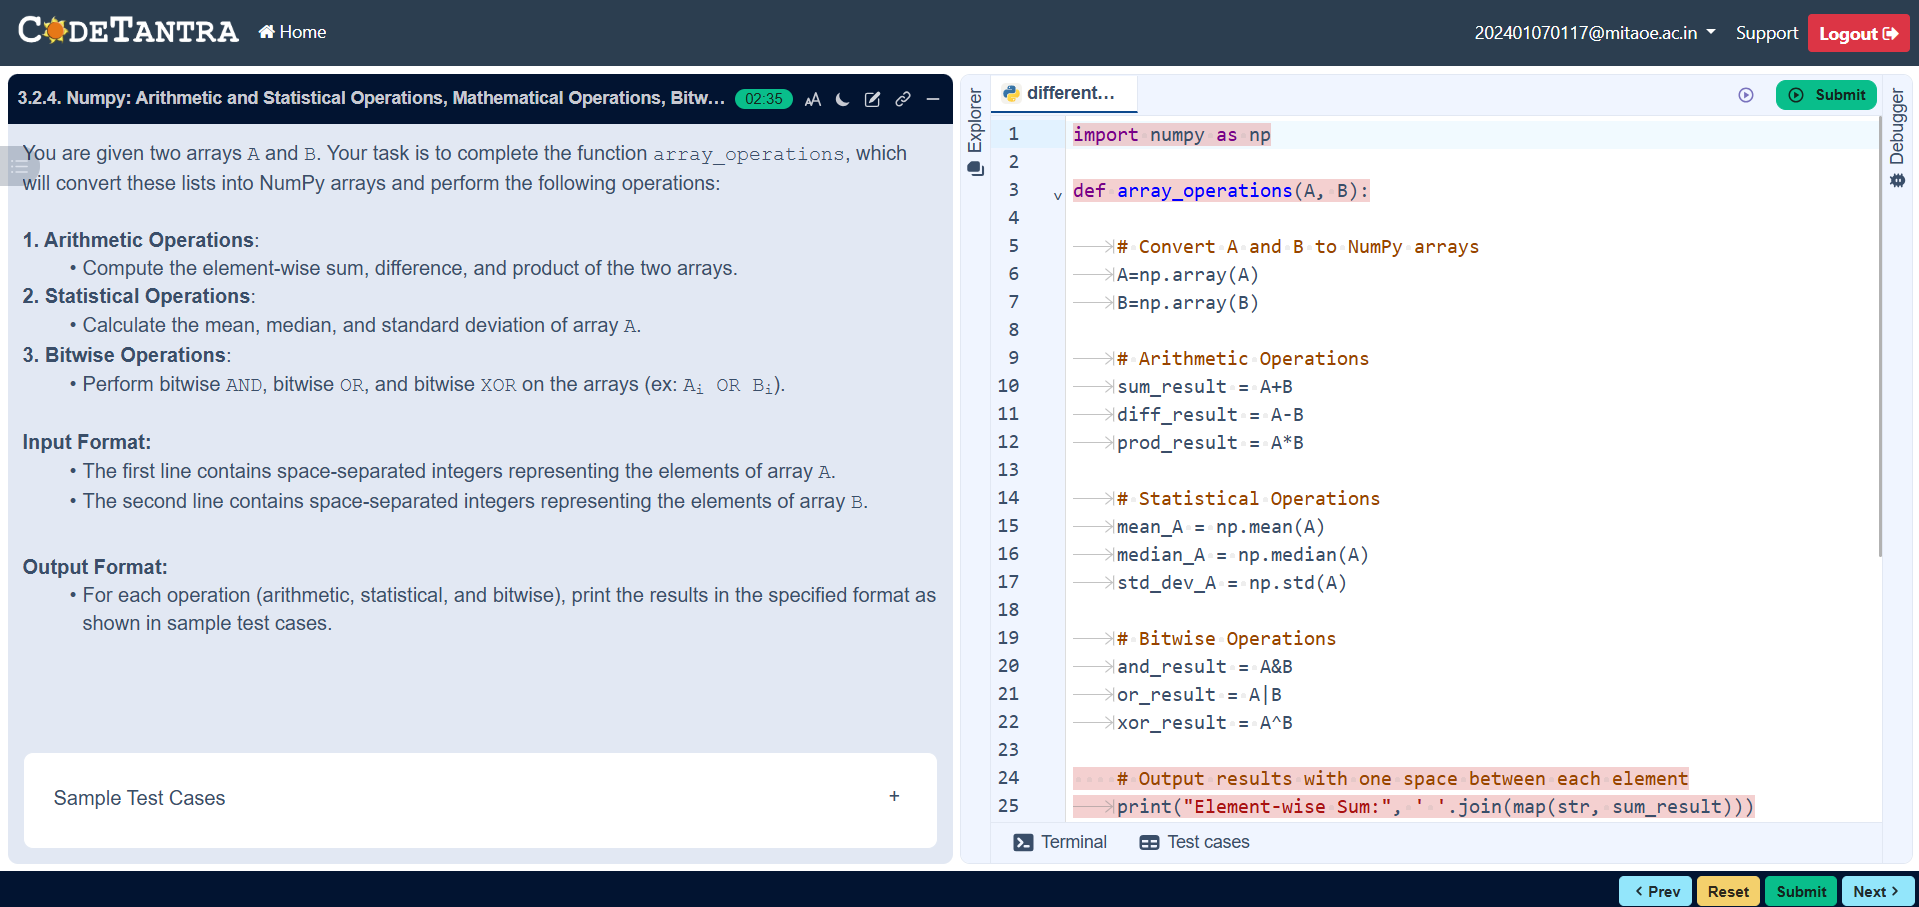 CODETANTRA Home 202401070117@mitaoe.ac.in Support Logout
3.2.4. Numpy: Arithmetic and Statistical Operations, Mathematical Operations, Bitw... 02:35 AA
You are given two arrays A and B. Your task is to complete the function array_operations, which
will convert these lists into NumPy arrays and perform the following operations:
1. Arithmetic Operations:
• Compute the element-wise sum, difference, and product of the two arrays.
2. Statistical Operations:
• Calculate the mean, median, and standard deviation of array A.
3. Bitwise Operations:
• Perform bitwise AND, bitwise OR, and bitwise XOR on the arrays (ex: Ai OR Bi).
Input Format:
• The first line contains space-separated integers representing the elements of array A.
• The second line contains space-separated integers representing the elements of array B.
Output Format:
• For each operation (arithmetic, statistical, and bitwise), print the results in the specified format as
shown in sample test cases.
Sample Test Cases +
Explorer
different...
Submit
Debugger
1 import numpy as np
2
3 def array_operations(A, B):
4
5 # Convert A and B to NumPy arrays
6 A=np.array(A)
7 B=np.array(B)
8
9 # Arithmetic Operations
10 sum_result = A+B
11 diff_result = A-B
12 prod_result = A*B
13
14 # Statistical Operations
15 mean_A = np.mean(A)
16 median_A = np.median(A)
17 std_dev_A = np.std(A)
18
19 # Bitwise Operations
20 and_result = A&B
21 or_result = A|B
22 xor_result = A^B
23
24 # Output results with one space between each element
25 print("Element-wise Sum:", ' '.join(map(str, sum_result)))
Terminal Test cases
< Prev Reset Submit Next >